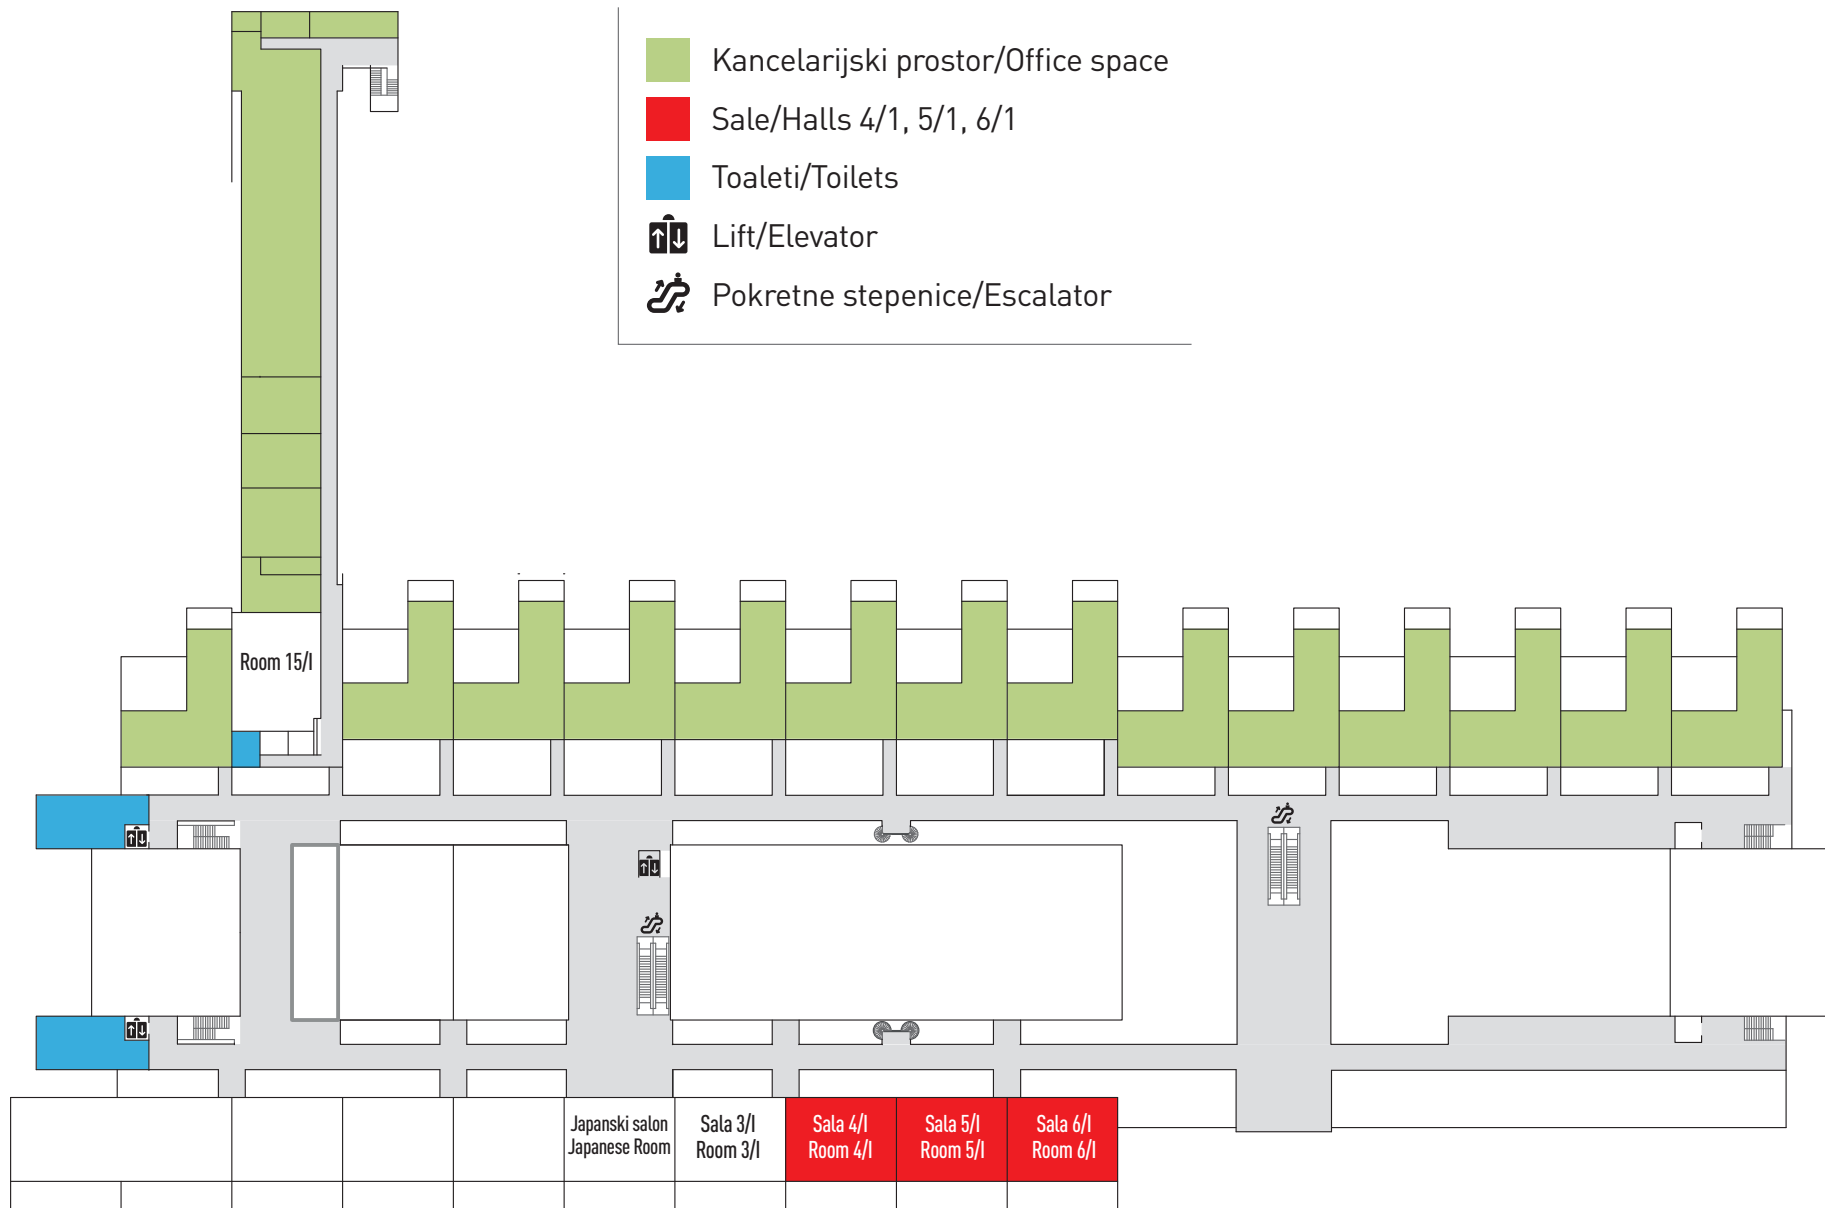 Kancelarijski prostor/Office space
Sale/Halls 4/1, 5/1, 6/1
Toaleti/Toilets
Lift/Elevator
Pokretne stepenice/Escalator
Room 15/I
Japanski salon
Japanese Room
Sala 3/I
Room 3/I
Sala 4/I
Room 4/I
Sala 5/I
Room 5/I
Sala 6/I
Room 6/I